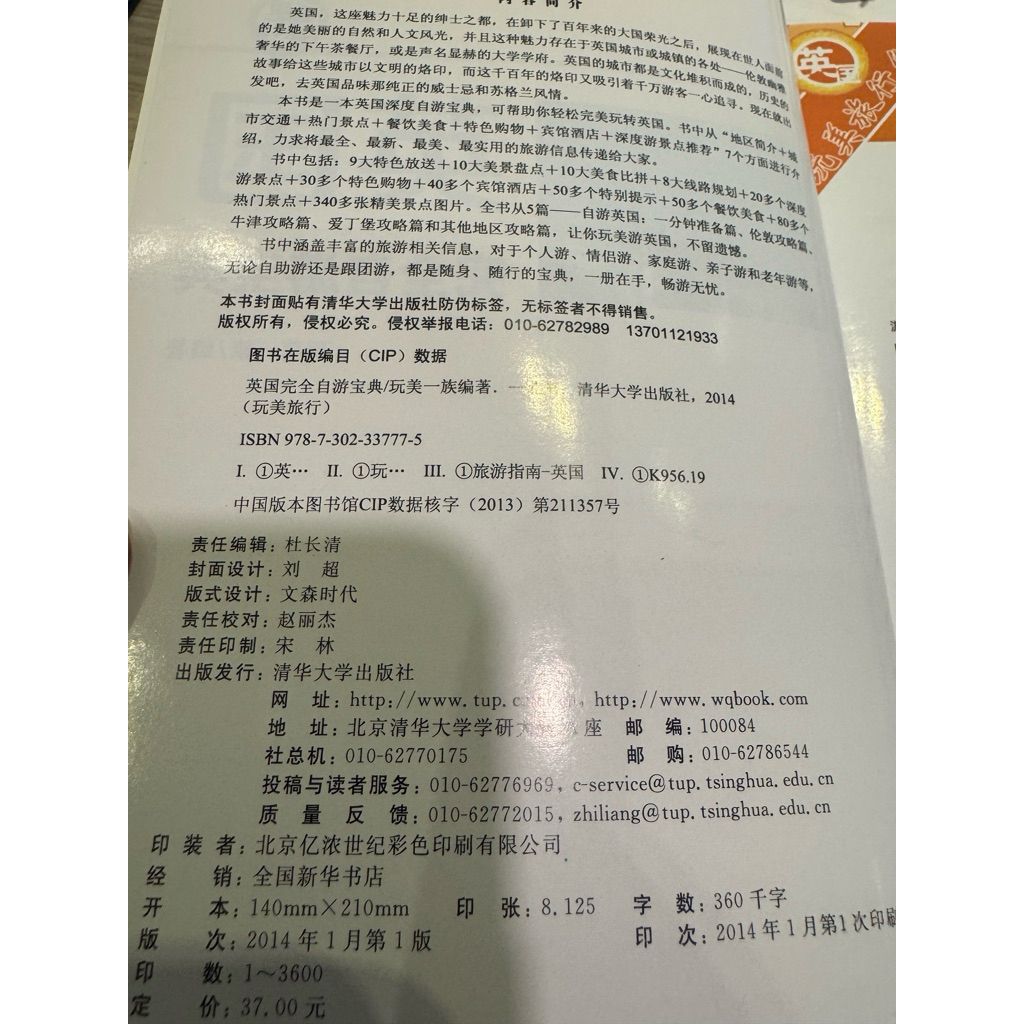 内容简介
英国，这座魅力十足的绅士之都，在卸下了百年来的大国荣光之后，展现在世人面前
的是她美丽的自然和人文风光，并且这种魅力存在于英国城市或城镇的各处——伦敦幽雅
奢华的下午茶餐厅，或是声名显赫的大学学府。英国的城市都是文化堆积而成的，历史的
故事给这些城市以文明的烙印，而这千百年的烙印又吸引着千万游客一心追寻。现在就出
发吧，去英国品味那纯正的威士忌和苏格兰风情。
本书是一本英国深度自游宝典，可帮助你轻松完美玩转英国。书中从“地区简介＋城
市交通＋热门景点＋餐饮美食＋特色购物＋宾馆酒店＋深度游景点推荐”7个方面进行介
绍，力求将最全、最新、最美、最实用的旅游信息传递给大家。
书中包括：9大特色放送＋10大美景盘点＋10大美食比拼＋8大线路规划＋20多个深度
游景点＋30多个特色购物＋40多个宾馆酒店＋50多个特别提示＋50多个餐饮美食＋80多个
热门景点＋340多张精美景点图片。全书从5篇——自游英国：一分钟准备篇、伦敦攻略篇、
牛津攻略篇、爱丁堡攻略篇和其他地区攻略篇，让你玩美游英国，不留遗憾。
书中涵盖丰富的旅游相关信息，对于个人游、情侣游、家庭游、亲子游和老年游等，
无论自助游还是跟团游，都是随身、随行的宝典，一册在手，畅游无忧。
本书封面贴有清华大学出版社防伪标签，无标签者不得销售。
版权所有，侵权必究。侵权举报电话：010-62782989 13701121933
图书在版编目（CIP）数据
英国完全自游宝典/玩美一族编著. 清华大学出版社，2014
（玩美旅行）
ISBN 978-7-302-33777-5
I. ①英… II. ①玩… III. ①旅游指南-英国 IV. ①K956.19
中国版本图书馆CIP数据核字（2013）第211357号
责任编辑：杜长清
封面设计：刘 超
版式设计：文森时代
责任校对：赵丽杰
责任印制：宋 林
出版发行：清华大学出版社
网 址：http://www.tup. http://www.wqbook.com
地 址：北京清华大学学研大 座 邮 编：100084
社总机：010-62770175 邮 购：010-62786544
投稿与读者服务：010-62776969，c-service@tup.tsinghua.edu.cn
质 量 反 馈：010-62772015，zhiliang@tup.tsinghua.edu.cn
印 装 者：北京亿浓世纪彩色印刷有限公司
经 销：全国新华书店
开 本：140mm×210mm 印 张：8.125 字 数：360千字
版 次：2014年1月第1版 印 次：2014年1月第1次印刷
印 数：1～3600
定 价：37.00元
英国
玩美旅行